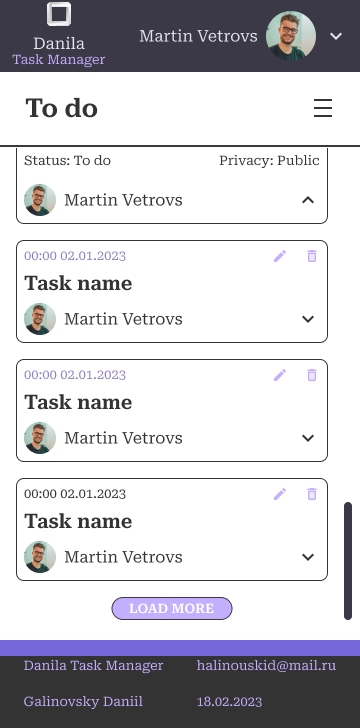 Danila
Task Manager
Martin Vetrovs
To do
Status: To do
Privacy: Public
Martin Vetrovs
00:00 02.01.2023
Task name
Martin Vetrovs
00:00 02.01.2023
Task name
Martin Vetrovs
00:00 02.01.2023
Task name
Martin Vetrovs
LOAD MORE
Danila Task Manager
halinouskid@mail.ru
Galinovsky Daniil
18.02.2023